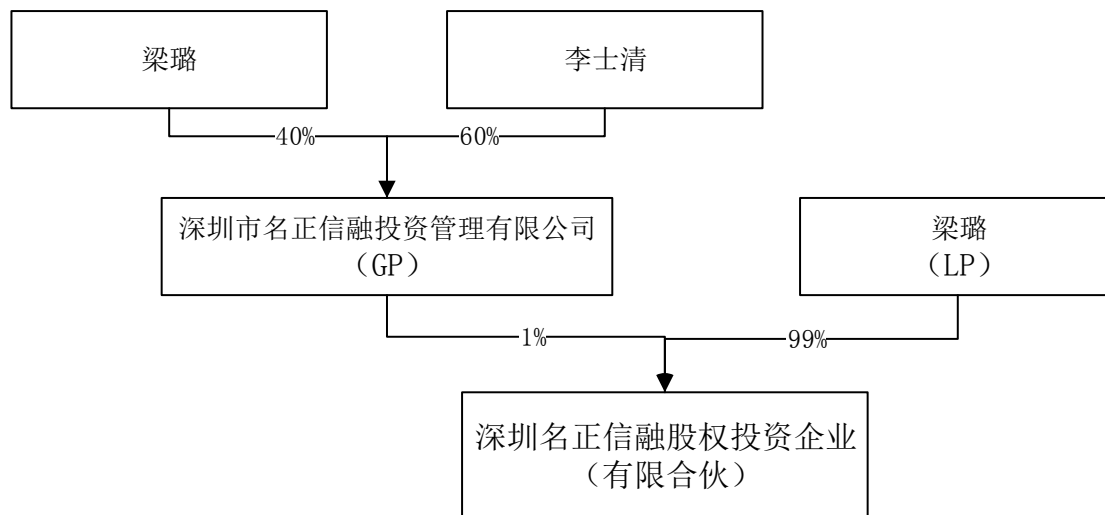 梁璐
李士清
40%
60%
深圳市名正信融投资管理有限公司
（GP）
梁璐
（LP）
1%
99%
深圳名正信融股权投资企业
（有限合伙）